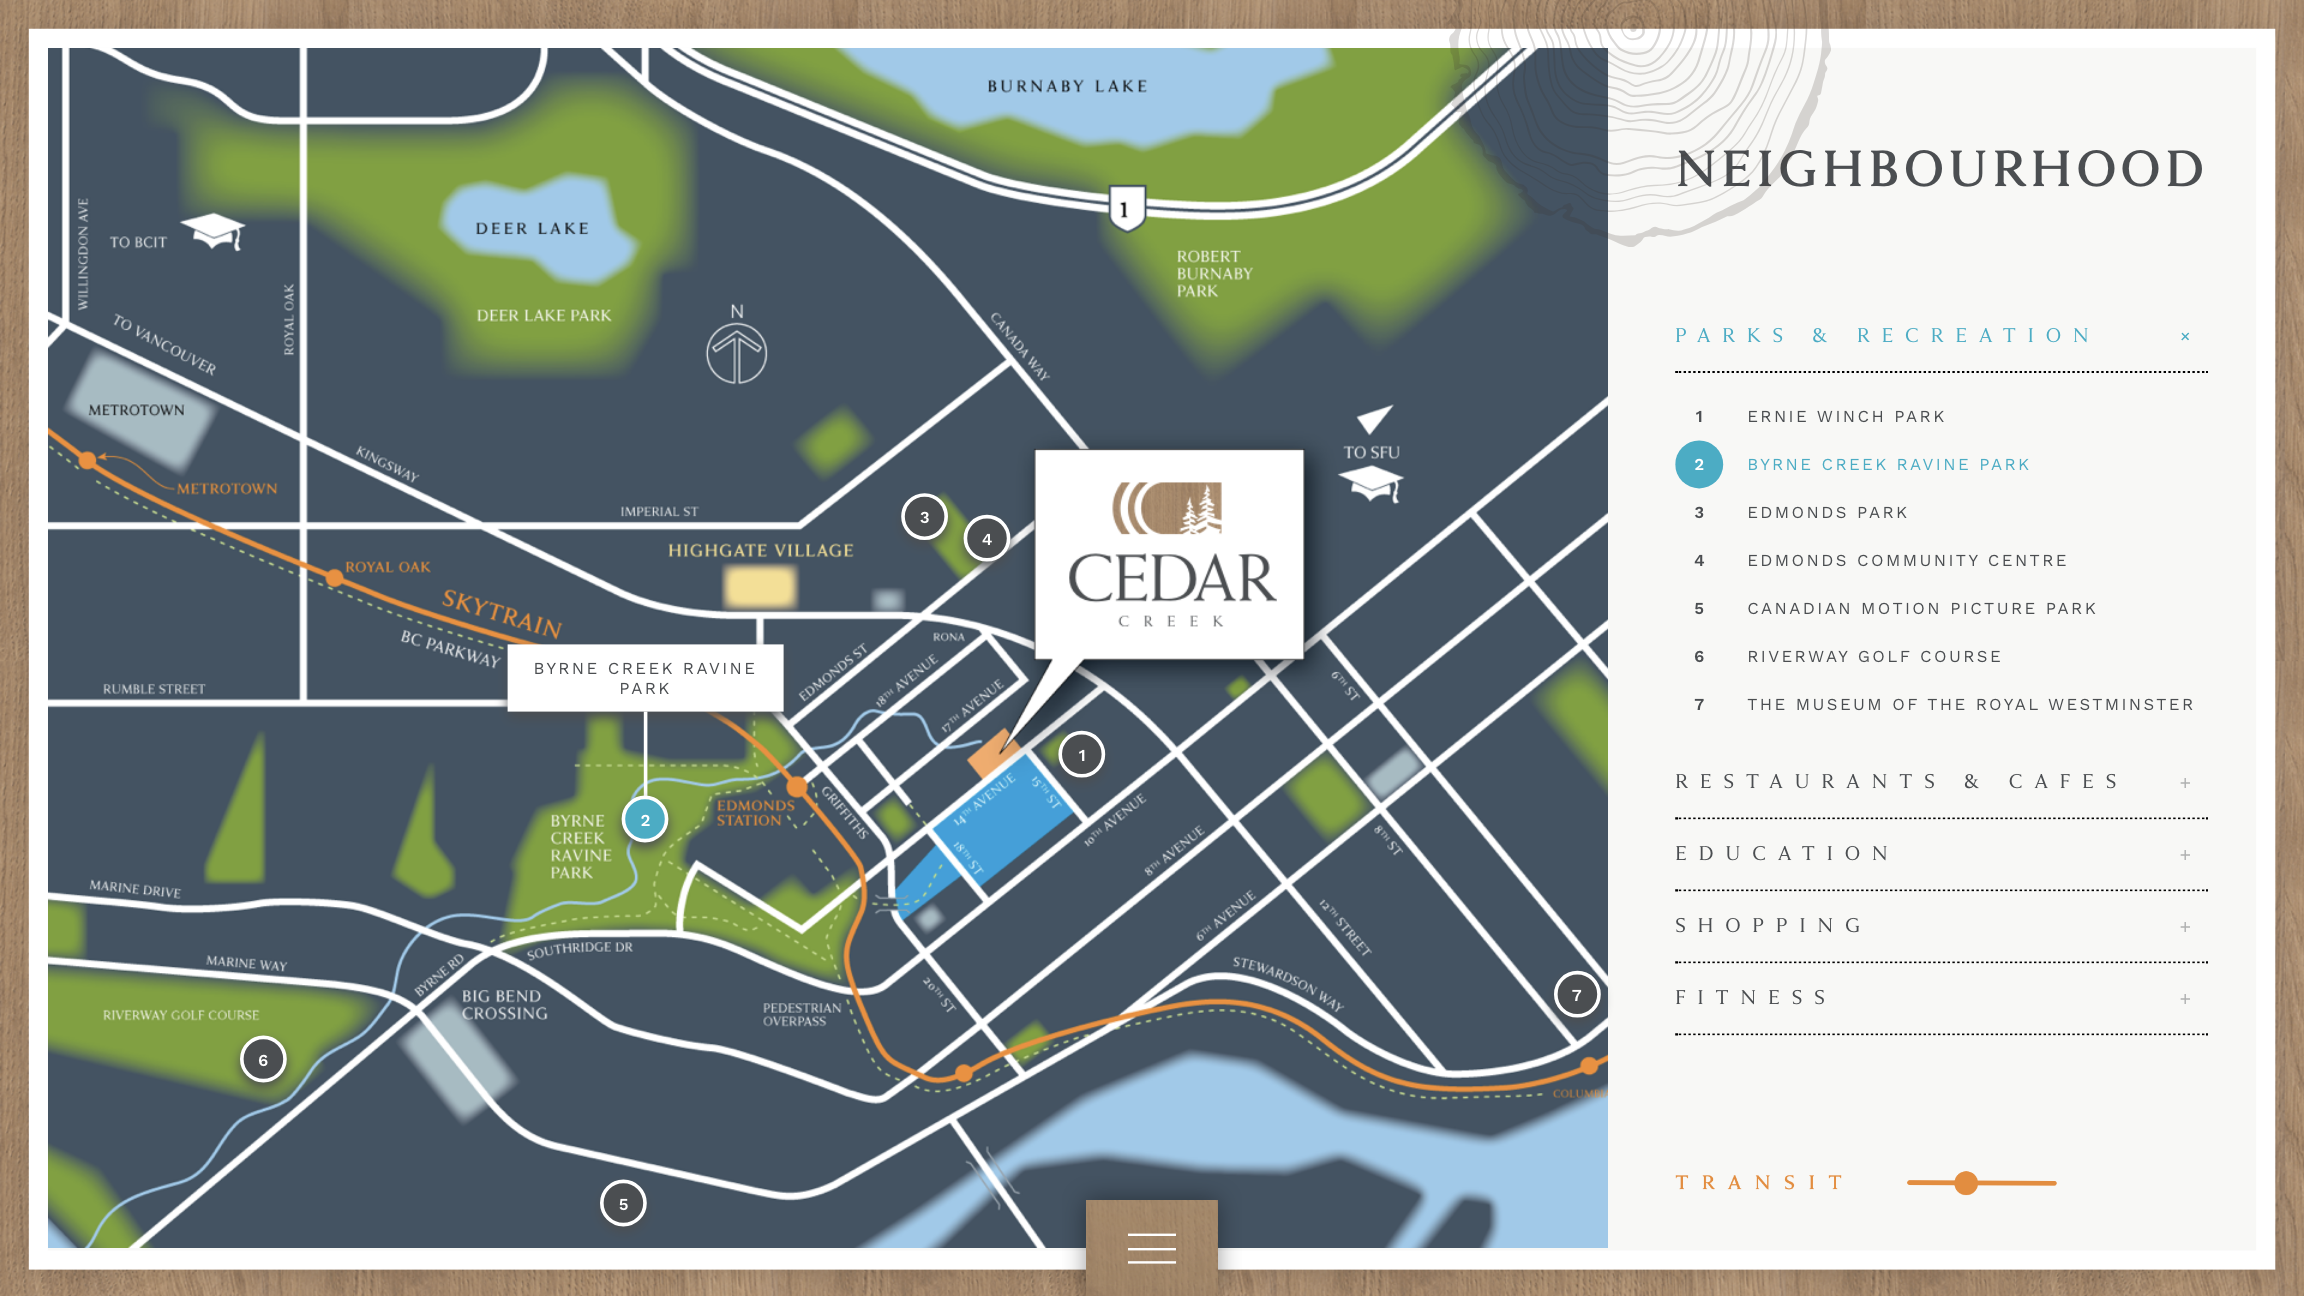 BURNABY LAKE
1
WILLINGDON AVE
TO BCIT
DEER LAKE
ROYAL OAK
DEER LAKE PARK
N
ROBERT
BURNABY
PARK
TO VANCOUVER
CANADA WAY
METROTOWN
KINGSWAY
TO SFU
METROTOWN
IMPERIAL ST
3
4
HIGHGATE VILLAGE
CEDAR
CREEK
ROYAL OAK
SKYTRAIN
BC PARKWAY
RONA
EDMONDS ST
18TH AVENUE
17TH AVENUE
6TH ST
RUMBLE STREET
BYRNE CREEK RAVINE
PARK
1
14TH AVENUE
15TH ST
18TH ST
10TH AVENUE
8TH AVENUE
8TH ST
EDMONDS
STATION
GRIFFITHS
2
BYRNE
CREEK
RAVINE
PARK
MARINE DRIVE
6TH AVENUE
12TH STREET
SOUTHRIDGE DR
MARINE WAY
BYRNE RD
STEWARDSON WAY
20TH ST
BIG BEND
CROSSING
PEDESTRIAN
OVERPASS
7
RIVERWAY GOLF COURSE
6
5
NEIGHBOURHOOD
PARKS & RECREATION ×
1 ERNIE WINCH PARK
2 BYRNE CREEK RAVINE PARK
3 EDMONDS PARK
4 EDMONDS COMMUNITY CENTRE
5 CANADIAN MOTION PICTURE PARK
6 RIVERWAY GOLF COURSE
7 THE MUSEUM OF THE ROYAL WESTMINSTER
RESTAURANTS & CAFES +
EDUCATION +
SHOPPING +
FITNESS +
TRANSIT